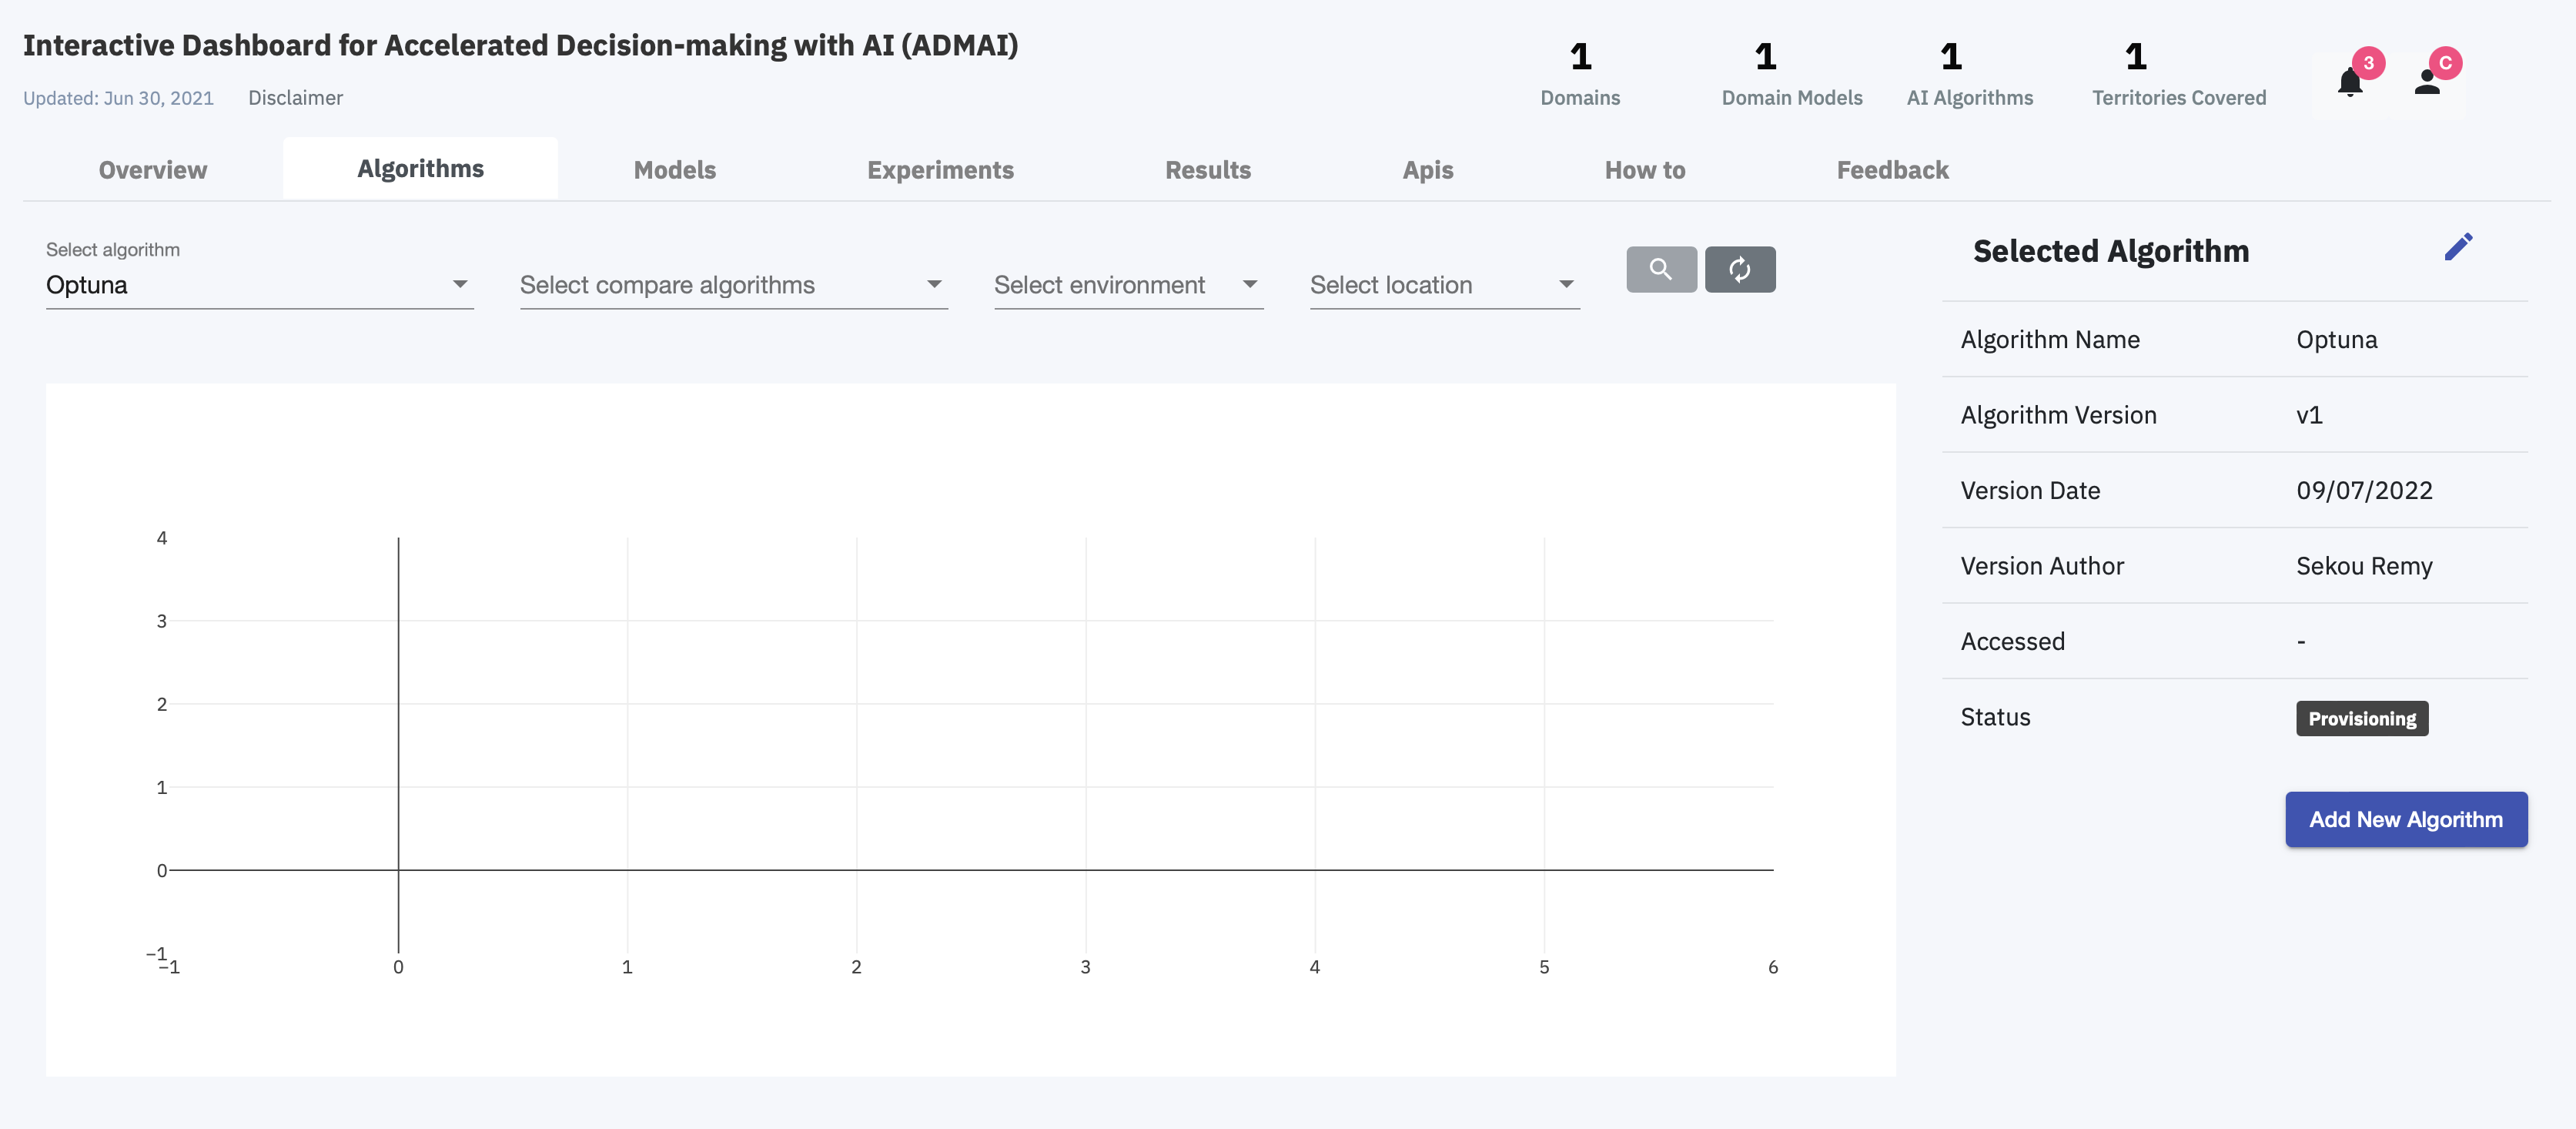 Interactive Dashboard for Accelerated Decision-making with AI (ADMAI)
Updated: Jun 30, 2021 Disclaimer
1 1 1 1
Domains Domain Models AI Algorithms Territories Covered
3 C
Overview Algorithms Models Experiments Results Apis How to Feedback
Select algorithm
Optuna Select compare algorithms Select environment Select location
4
3
2
1
0
−1
−1 0 1 2 3 4 5 6
Selected Algorithm
Algorithm Name Optuna
Algorithm Version v1
Version Date 09/07/2022
Version Author Sekou Remy
Accessed -
Status Provisioning
Add New Algorithm